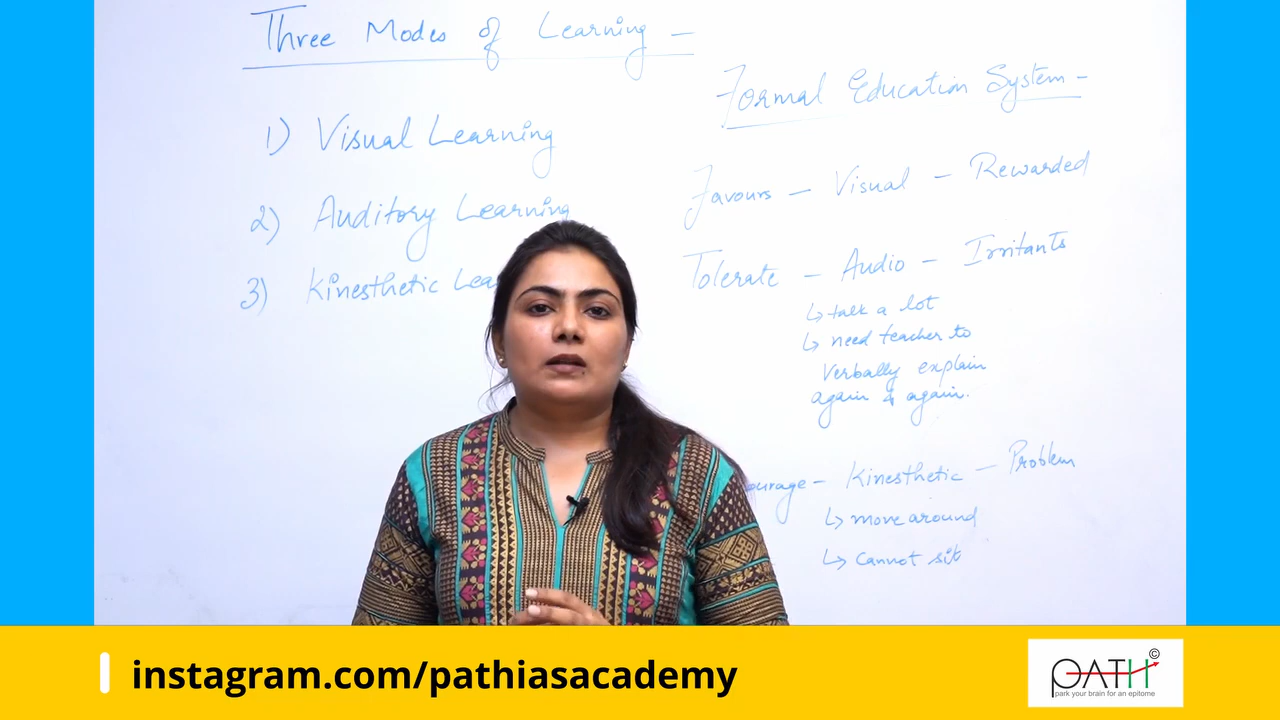 Three Modes of Learning –
1) Visual Learning
2) Auditory Learning
3) Kinesthetic Lea
Formal Education System –
Favours – Visual – Rewarded
Tolerate – Audio – Irritants
↳ talk a lot
↳ need teacher to
verbally explain
again & again.
ourage – Kinesthetic – Problem
↳ move around
↳ cannot sit
instagram.com/pathiasacademy
PATH ©
park your brain for an epitome